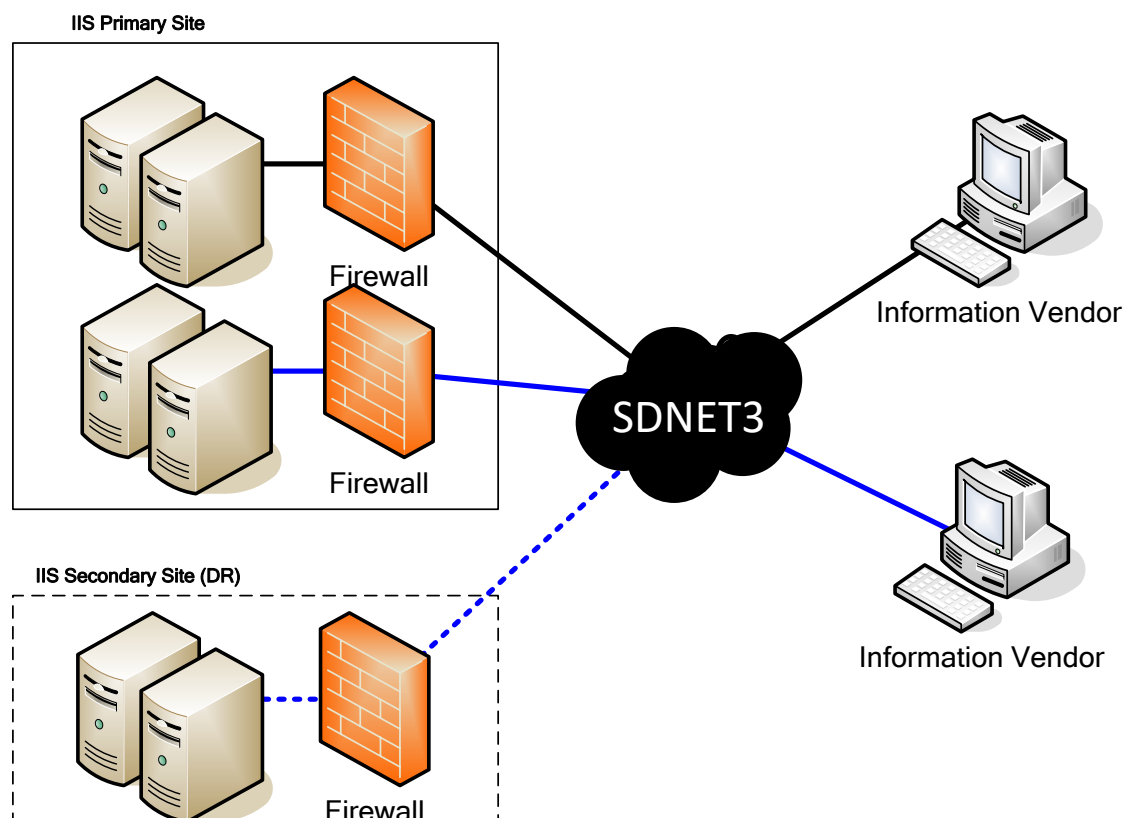 IIS Primary Site
Firewall
Information Vendor
SDNET3
Firewall
IIS Secondary Site (DR)
Information Vendor
Firewall